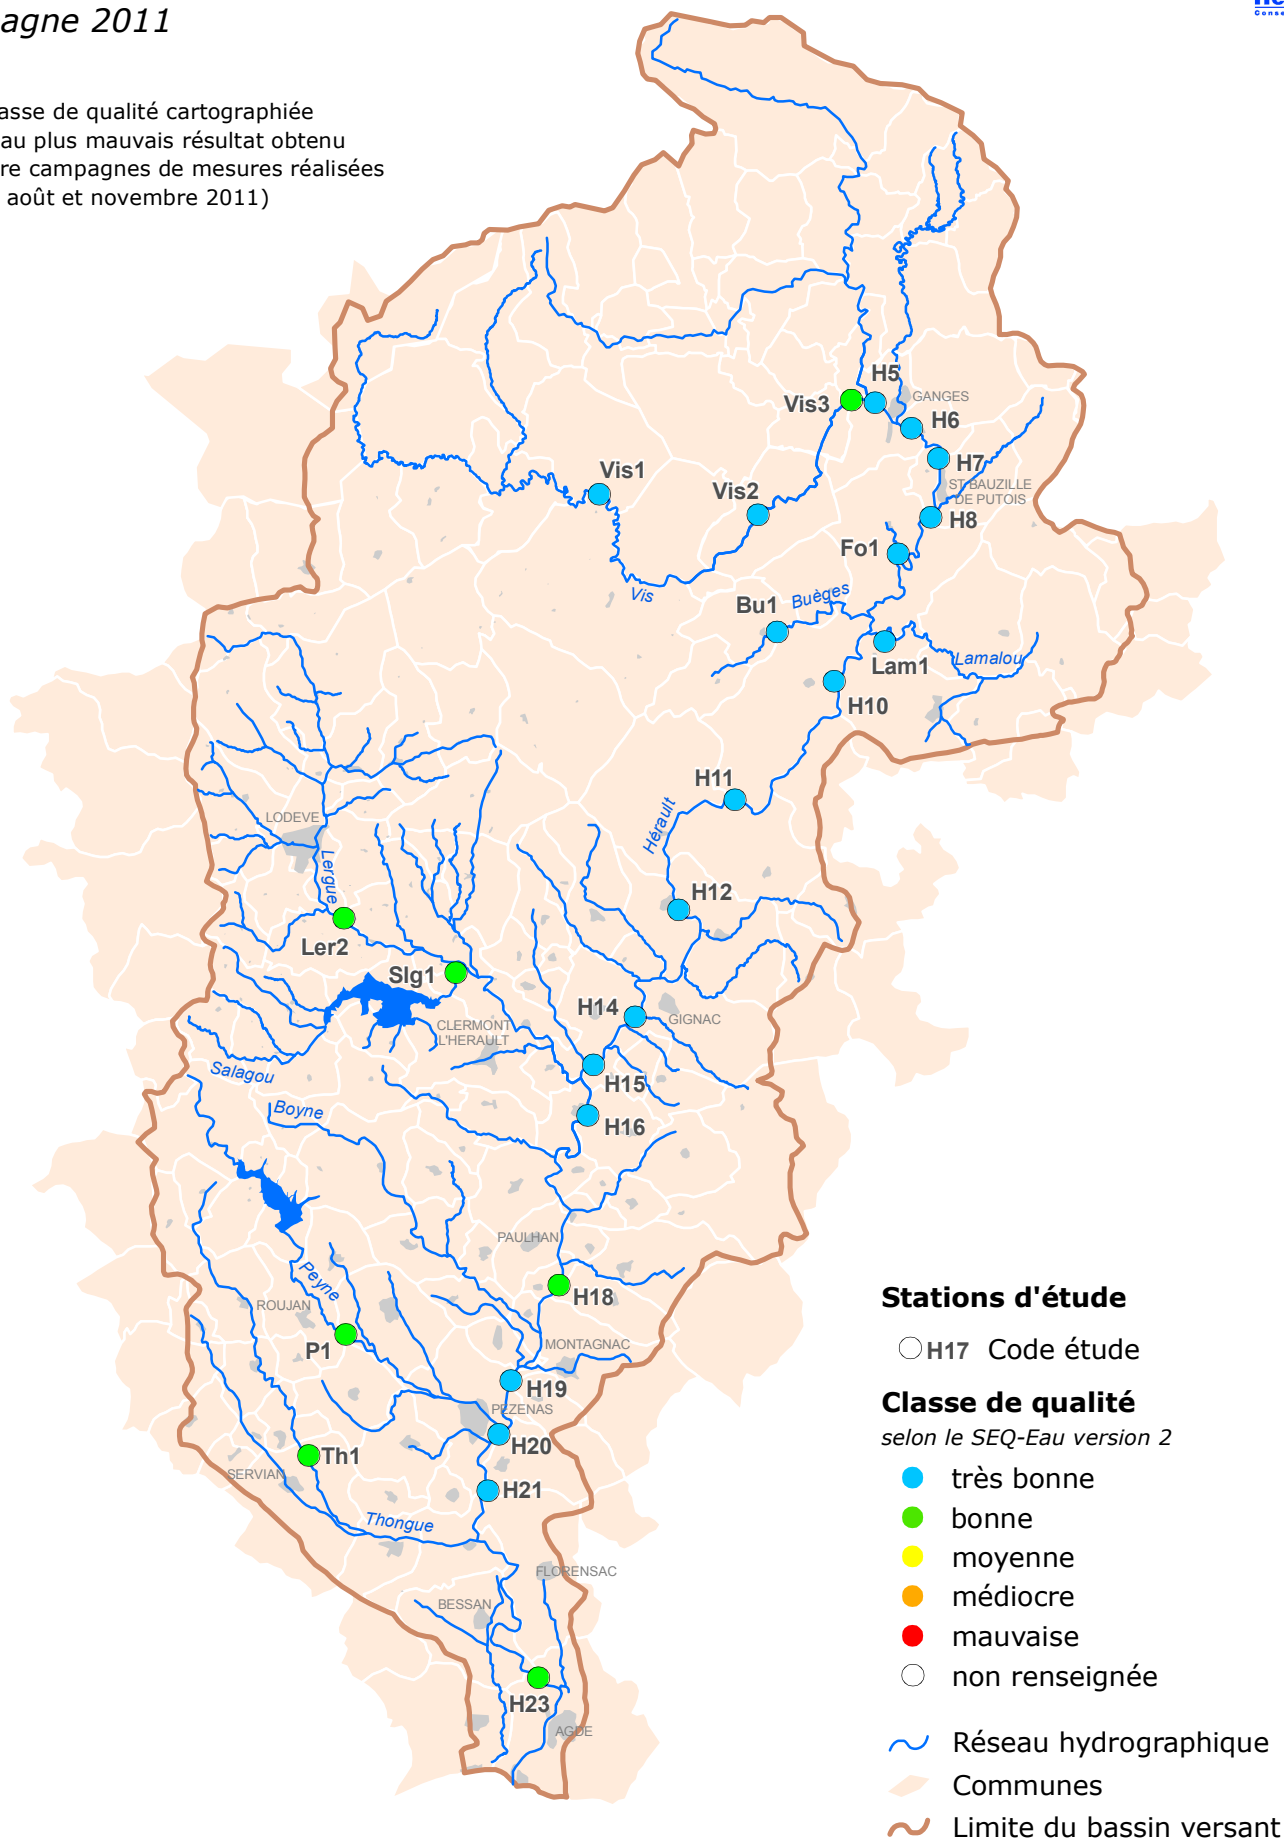 agne 2011
asse de qualité cartographiée
au plus mauvais résultat obtenu
re campagnes de mesures réalisées
août et novembre 2011)
H5
GANGES
Vis3
H6
H7
Vis1
Vis2
ST BAUZILLE
DE PUTOIS
H8
Fo1
Vis
Buèges
Bu1
Lam1
Lamalou
H10
H11
Hérault
LODEVE
Lergue
H12
Ler2
Slg1
H14
GIGNAC
CLERMONT
L'HERAULT
Salagou
H15
Boyne
H16
PAULHAN
Peyne
H18
ROUJAN
P1
MONTAGNAC
H19
PEZENAS
H20
Th1
SERVIAN
H21
Thongue
FLORENSAC
BESSAN
H23
AGDE
Stations d'étude
H17 Code étude
Classe de qualité
selon le SEQ-Eau version 2
très bonne
bonne
moyenne
médiocre
mauvaise
non renseignée
Réseau hydrographique
Communes
Limite du bassin versant